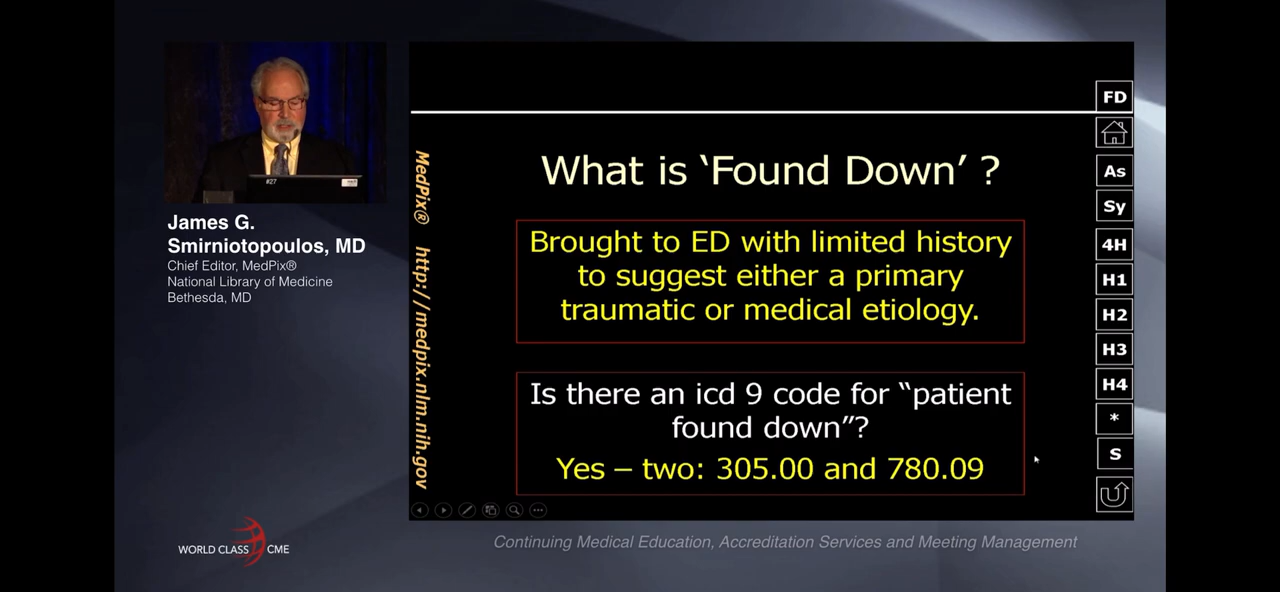 James G.
Smirniotopoulos, MD
Chief Editor, MedPix®
National Library of Medicine
Bethesda, MD
#27
WORLD CLASS CME
MedPix® http://medpix.nlm.nih.gov
What is ‘Found Down’ ?
Brought to ED with limited history
to suggest either a primary
traumatic or medical etiology.
Is there an icd 9 code for “patient
found down”?
Yes – two: 305.00 and 780.09
FD
As
Sy
4H
H1
H2
H3
H4
*
S
Continuing Medical Education, Accreditation Services and Meeting Management